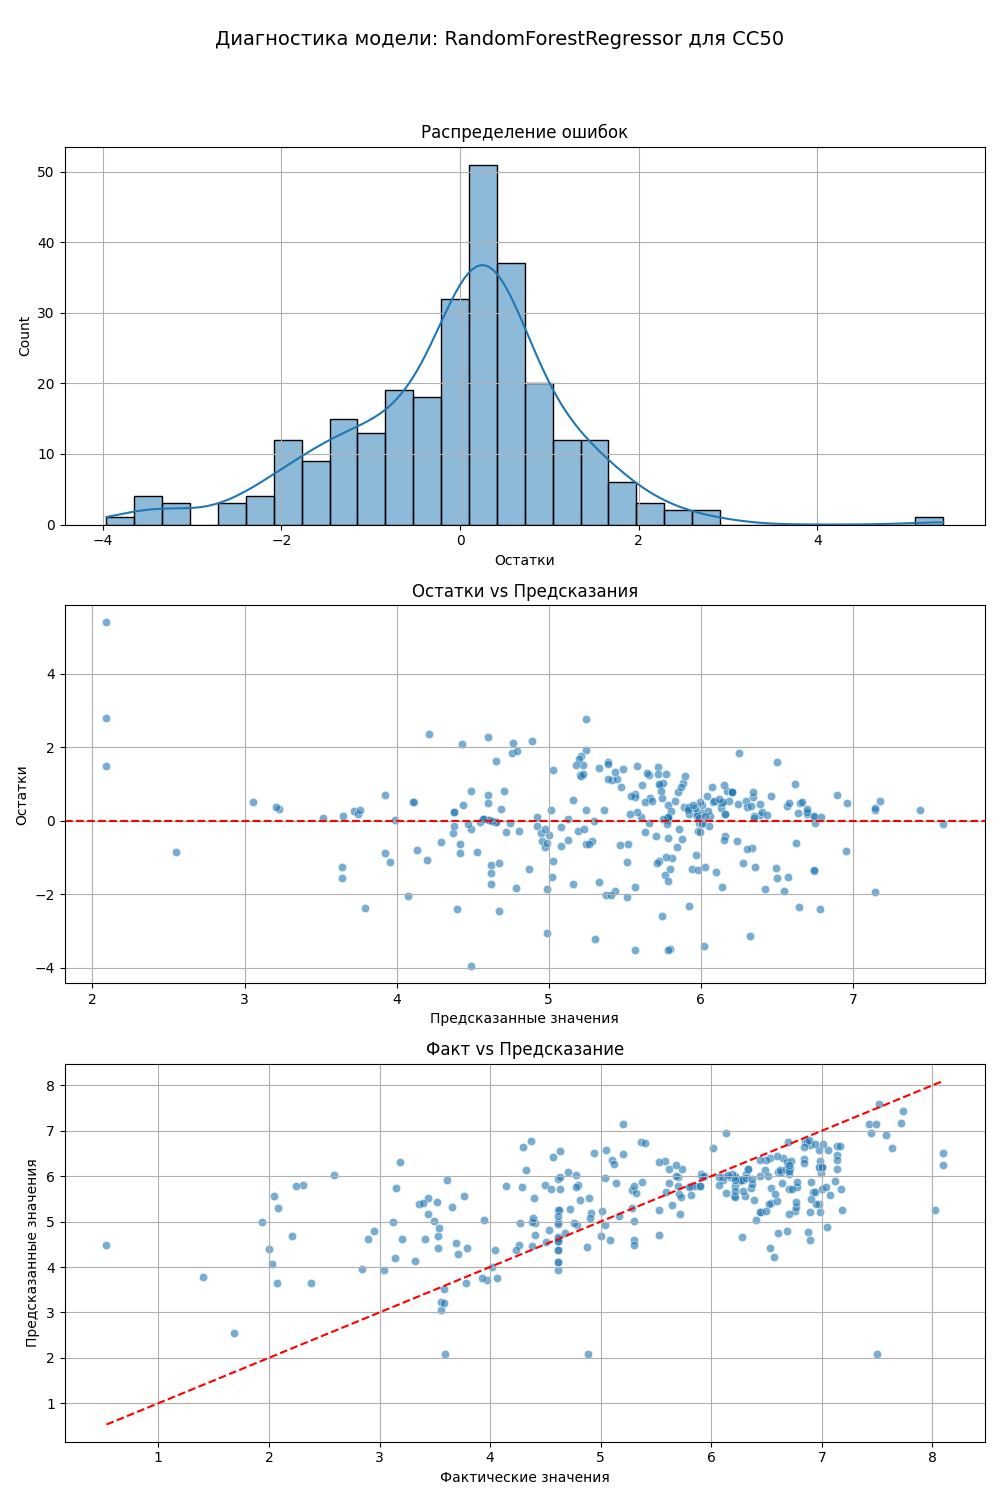 Диагностика модели: RandomForestRegressor для CC50
Распределение ошибок
50
40
30
20
10
0
Count
−4 −2 0 2 4
Остатки
Остатки vs Предсказания
4
2
0
−2
−4
Остатки
2 3 4 5 6 7
Предсказанные значения
Факт vs Предсказание
8
7
6
5
4
3
2
1
Предсказанные значения
1 2 3 4 5 6 7 8
Фактические значения